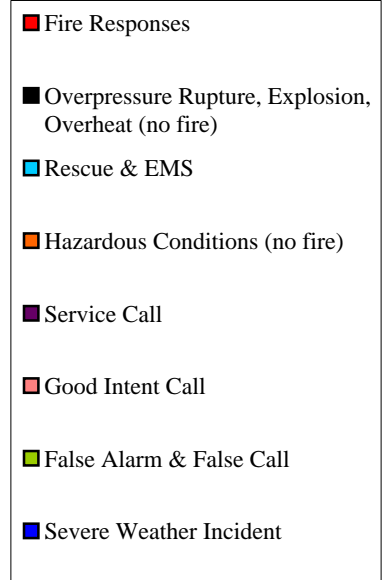 Fire Responses
Overpressure Rupture, Explosion,
Overheat (no fire)
Rescue & EMS
Hazardous Conditions (no fire)
Service Call
Good Intent Call
False Alarm & False Call
Severe Weather Incident